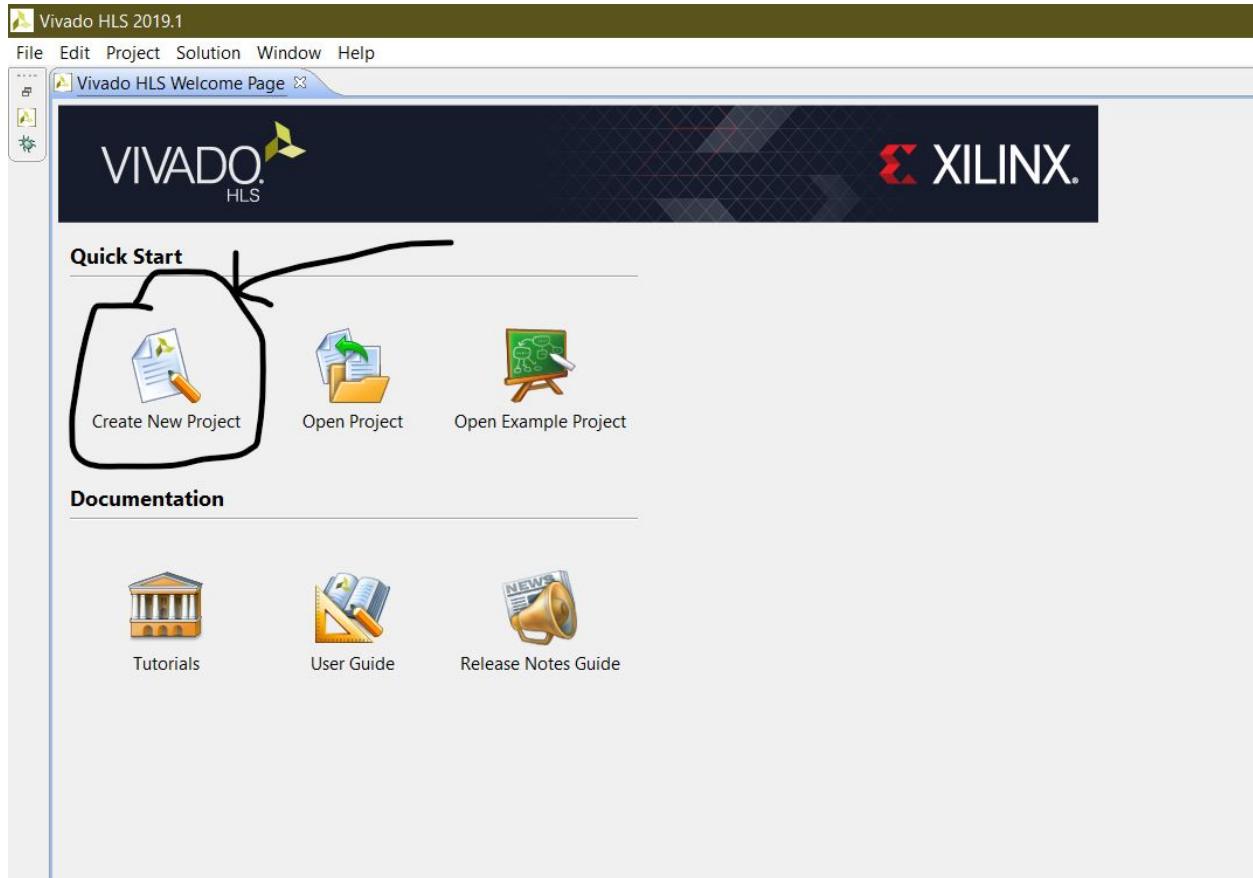 Vivado HLS 2019.1
File Edit Project Solution Window Help
Vivado HLS Welcome Page
VIVADO.
HLS
XILINX.
Quick Start
Create New Project Open Project Open Example Project
Documentation
NEWS
Tutorials User Guide Release Notes Guide